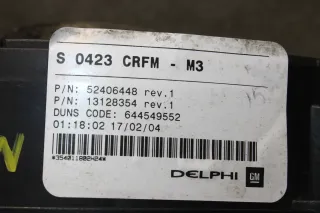 S 0423 CRFM - M3
P/N: 52406448 rev.1
P/N: 13128354 rev.1
DUNS CODE: 644549552
01:18:02 17/02/04
*354011802H24*
DELPHI GM